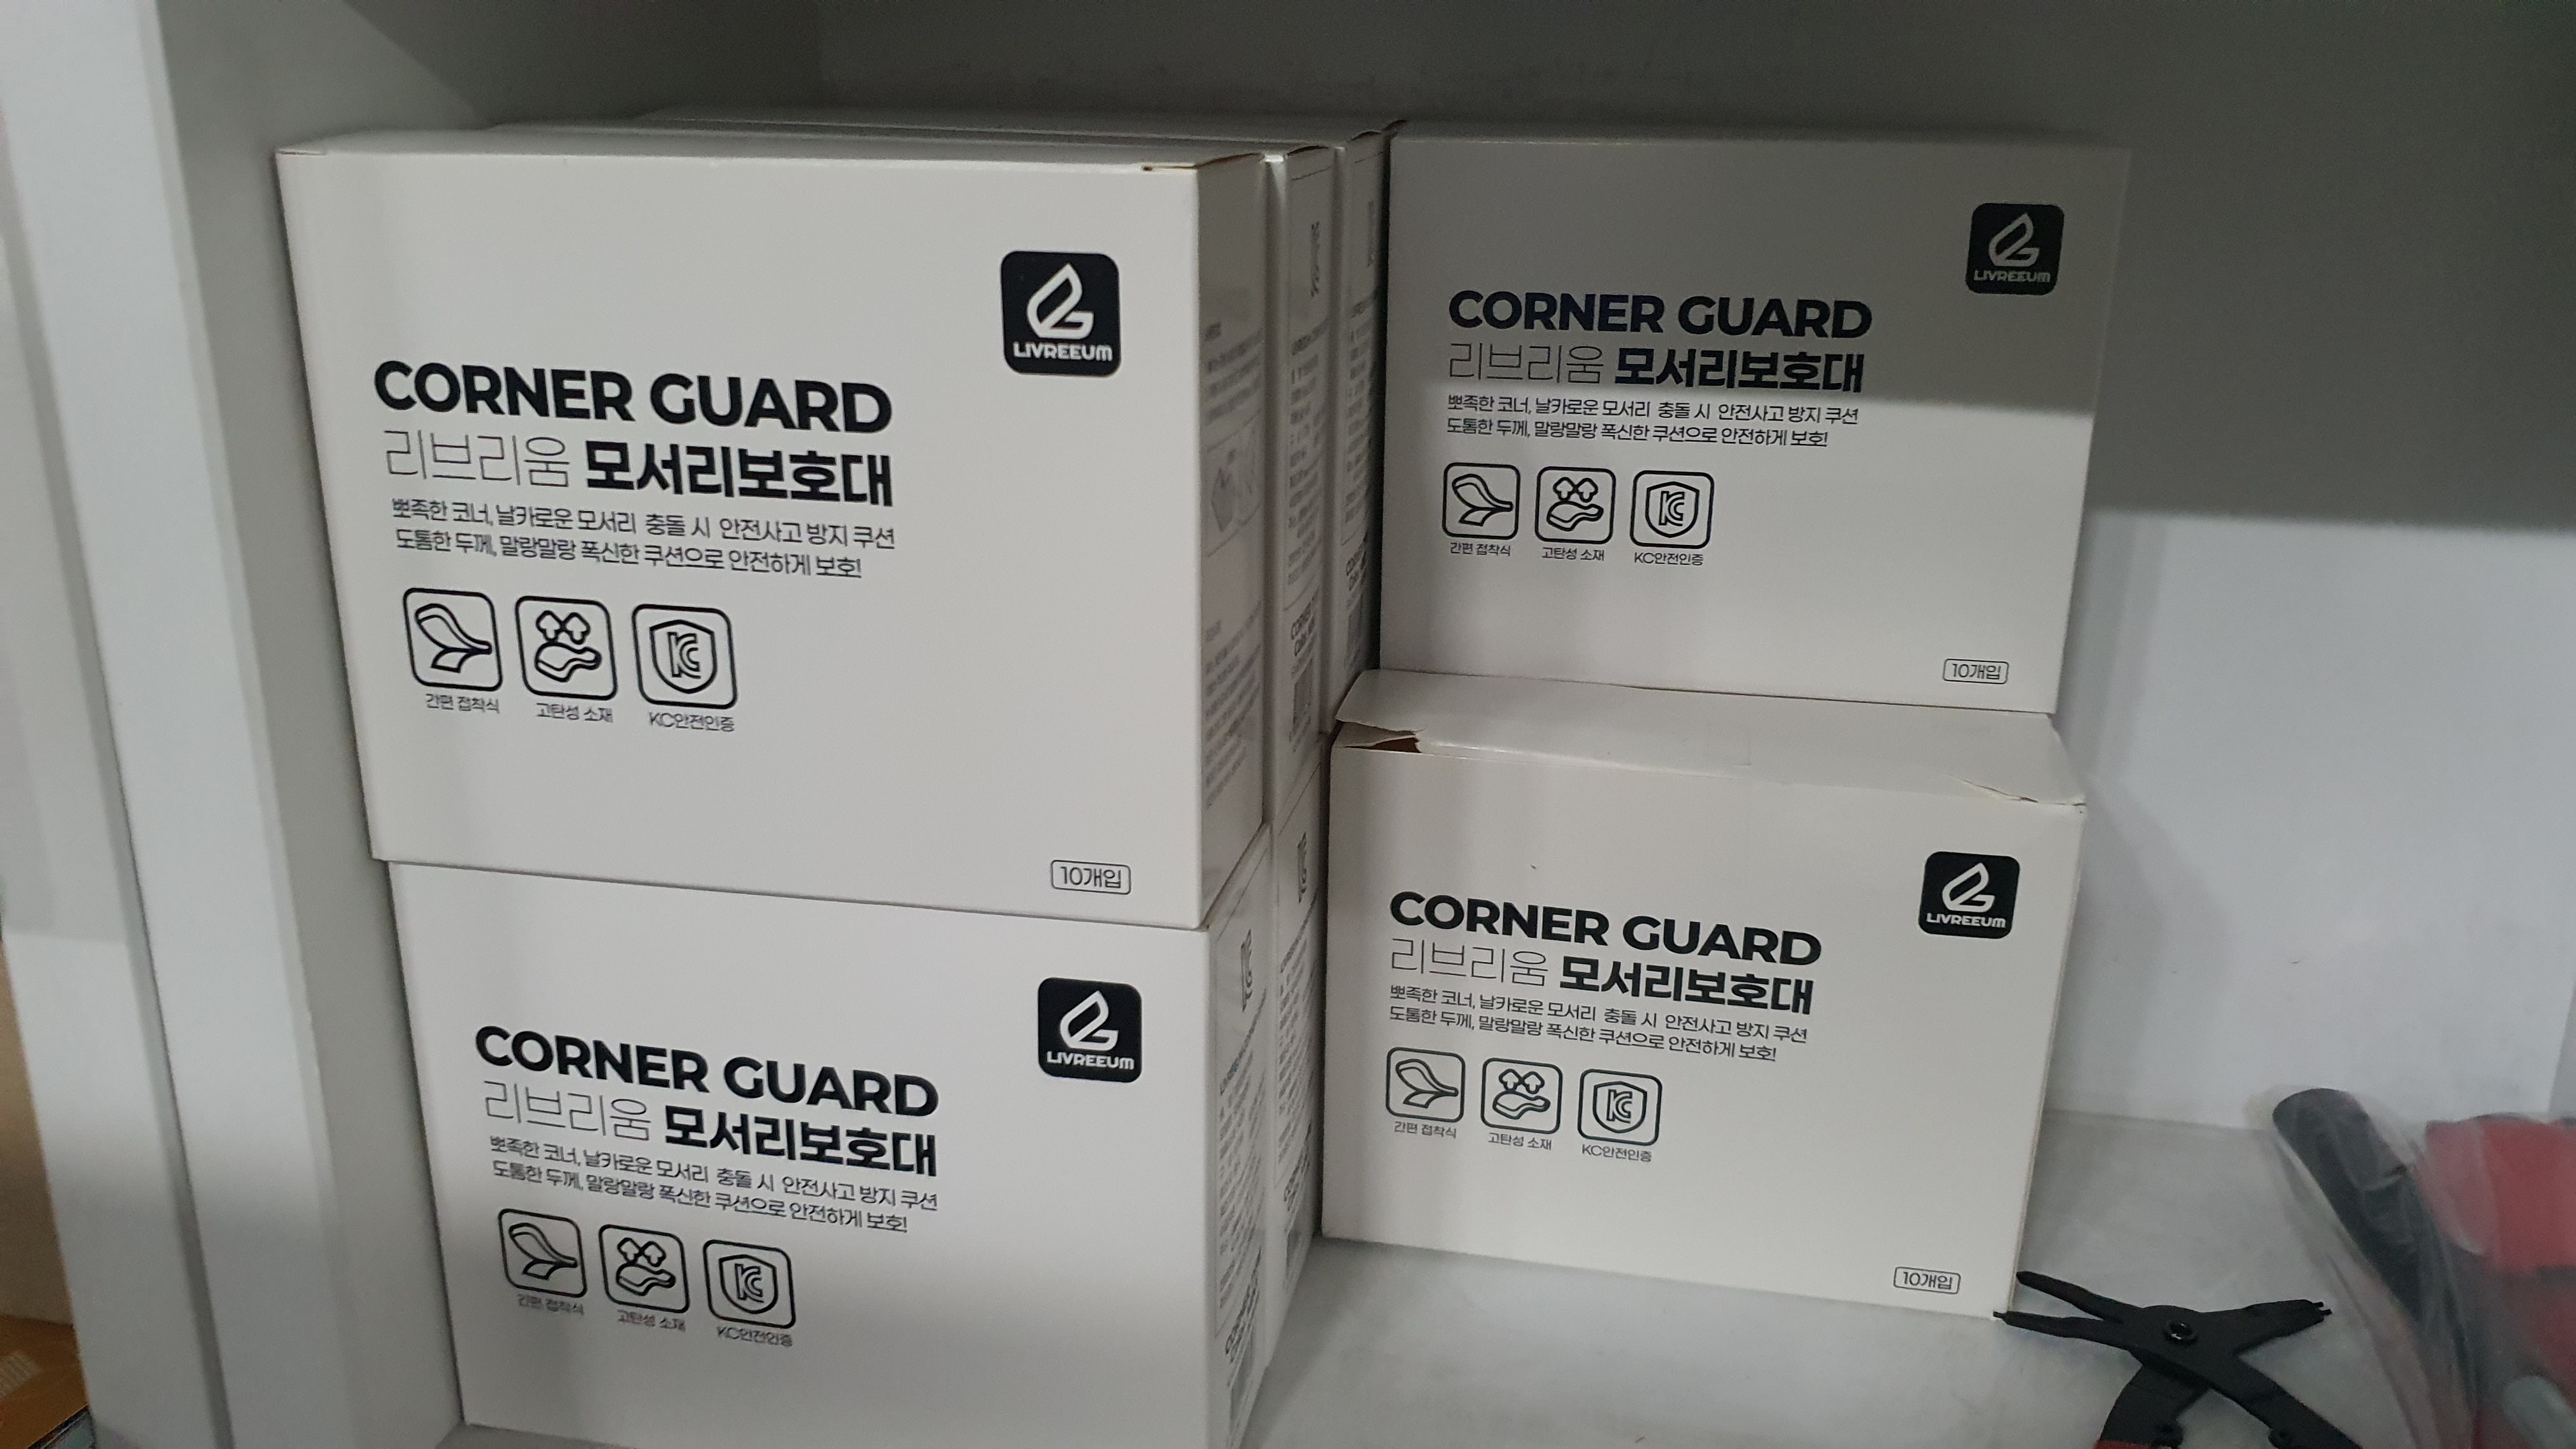 LIVREEUM
CORNER GUARD
리브리움 모서리보호대
뾰족한 코너, 날카로운 모서리 충돌 시 안전사고 방지 쿠션
도톰한 두께, 말랑말랑 폭신한 쿠션으로 안전하게 보호!
간편 접착식 고탄성 소재 KC안전인증
10개입
LIVREEUM
CORNER GUARD
리브리움 모서리보호대
뾰족한 코너, 날카로운 모서리 충돌 시 안전사고 방지 쿠션
도톰한 두께, 말랑말랑 폭신한 쿠션으로 안전하게 보호!
간편 접착식 고탄성 소재 KC안전인증
10개입
LIVREEUM
CORNER GUARD
리브리움 모서리보호대
뾰족한 코너, 날카로운 모서리 충돌 시 안전사고 방지 쿠션
도톰한 두께, 말랑말랑 폭신한 쿠션으로 안전하게 보호!
간편 접착식 고탄성 소재 KC안전인증
LIVREEUM
CORNER GUARD
리브리움 모서리보호대
뾰족한 코너, 날카로운 모서리 충돌 시 안전사고 방지 쿠션
도톰한 두께, 말랑말랑 폭신한 쿠션으로 안전하게 보호!
간편 접착식 고탄성 소재 KC안전인증
10개입